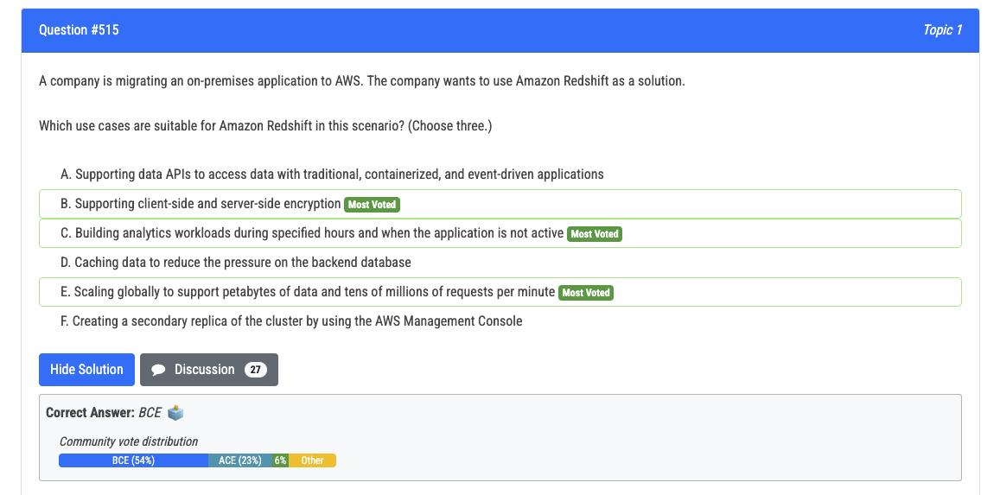 Question #515 Topic 1
A company is migrating an on-premises application to AWS. The company wants to use Amazon Redshift as a solution.
Which use cases are suitable for Amazon Redshift in this scenario? (Choose three.)
A. Supporting data APIs to access data with traditional, containerized, and event-driven applications
B. Supporting client-side and server-side encryption Most Voted
C. Building analytics workloads during specified hours and when the application is not active Most Voted
D. Caching data to reduce the pressure on the backend database
E. Scaling globally to support petabytes of data and tens of millions of requests per minute Most Voted
F. Creating a secondary replica of the cluster by using the AWS Management Console
Hide Solution Discussion 27
Correct Answer: BCE
Community vote distribution
BCE (54%) ACE (23%) 6% Other